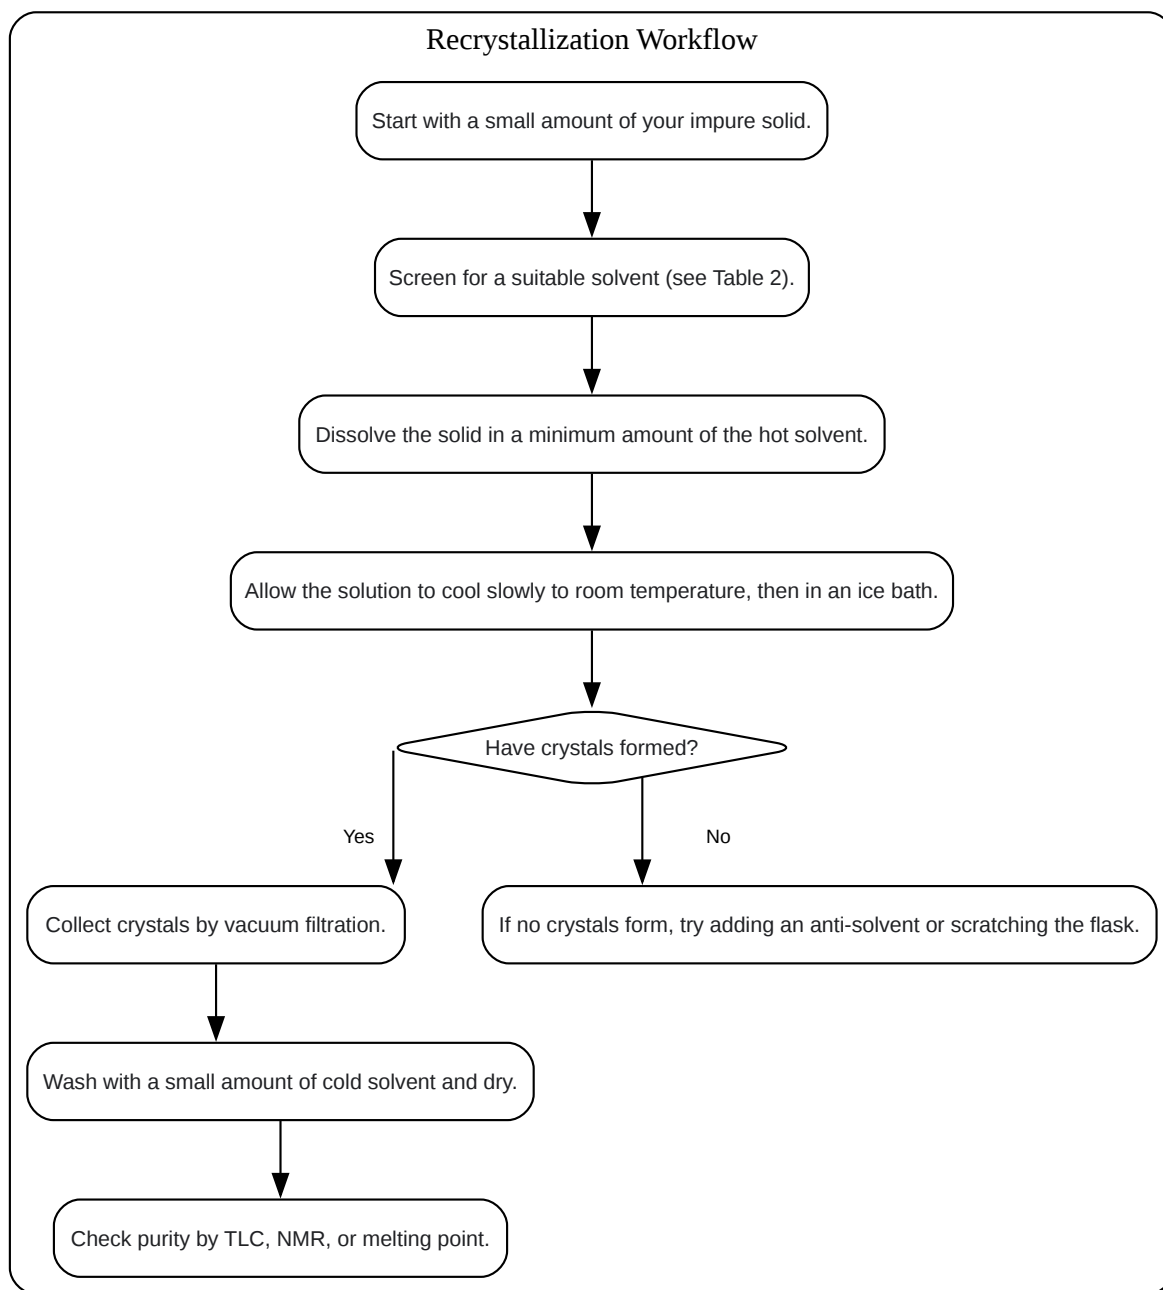 Recrystallization Workflow
Start with a small amount of your impure solid.
Screen for a suitable solvent (see Table 2).
Dissolve the solid in a minimum amount of the hot solvent.
Allow the solution to cool slowly to room temperature, then in an ice bath.
Have crystals formed?
Yes
No
Collect crystals by vacuum filtration.
If no crystals form, try adding an anti-solvent or scratching the flask.
Wash with a small amount of cold solvent and dry.
Check purity by TLC, NMR, or melting point.